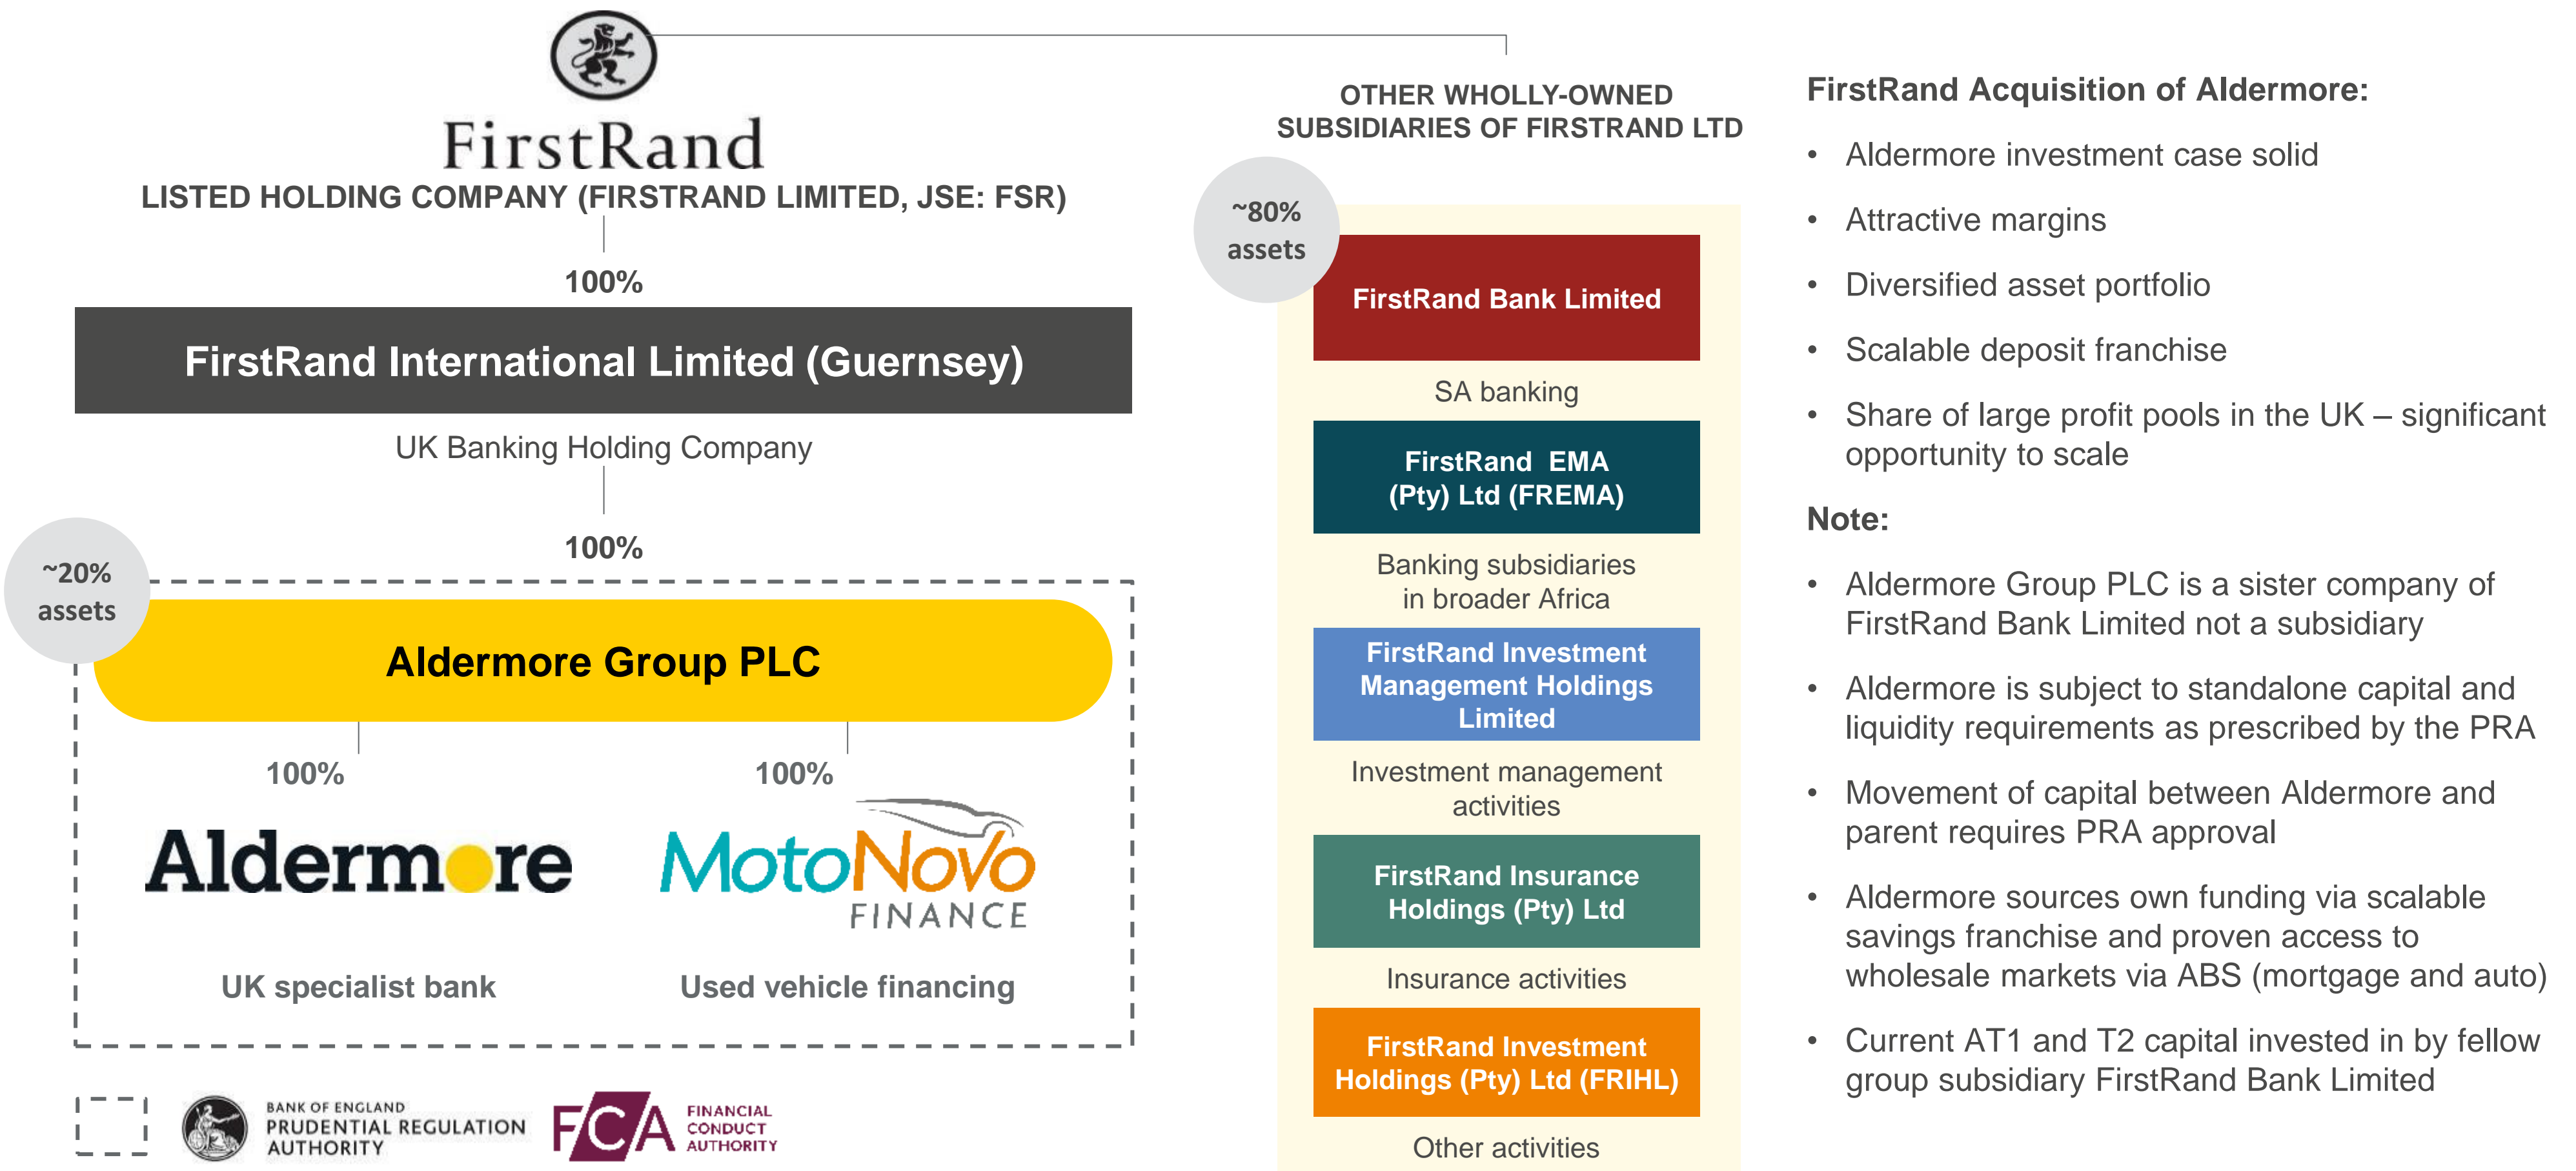 FirstRand
LISTED HOLDING COMPANY (FIRSTRAND LIMITED, JSE: FSR)
100%
FirstRand International Limited (Guernsey)
UK Banking Holding Company
100%
~20%
assets
Aldermore Group PLC
100%
100%
Aldermore
MotoNovo
FINANCE
UK specialist bank
Used vehicle financing
BANK OF ENGLAND
PRUDENTIAL REGULATION
AUTHORITY
FCA
FINANCIAL
CONDUCT
AUTHORITY
OTHER WHOLLY-OWNED
SUBSIDIARIES OF FIRSTRAND LTD
~80%
assets
FirstRand Bank Limited
SA banking
FirstRand EMA
(Pty) Ltd (FREMA)
Banking subsidiaries
in broader Africa
FirstRand Investment
Management Holdings
Limited
Investment management
activities
FirstRand Insurance
Holdings (Pty) Ltd
Insurance activities
FirstRand Investment
Holdings (Pty) Ltd (FRIHL)
Other activities
FirstRand Acquisition of Aldermore:
• Aldermore investment case solid
• Attractive margins
• Diversified asset portfolio
• Scalable deposit franchise
• Share of large profit pools in the UK – significant
opportunity to scale
Note:
• Aldermore Group PLC is a sister company of
FirstRand Bank Limited not a subsidiary
• Aldermore is subject to standalone capital and
liquidity requirements as prescribed by the PRA
• Movement of capital between Aldermore and
parent requires PRA approval
• Aldermore sources own funding via scalable
savings franchise and proven access to
wholesale markets via ABS (mortgage and auto)
• Current AT1 and T2 capital invested in by fellow
group subsidiary FirstRand Bank Limited